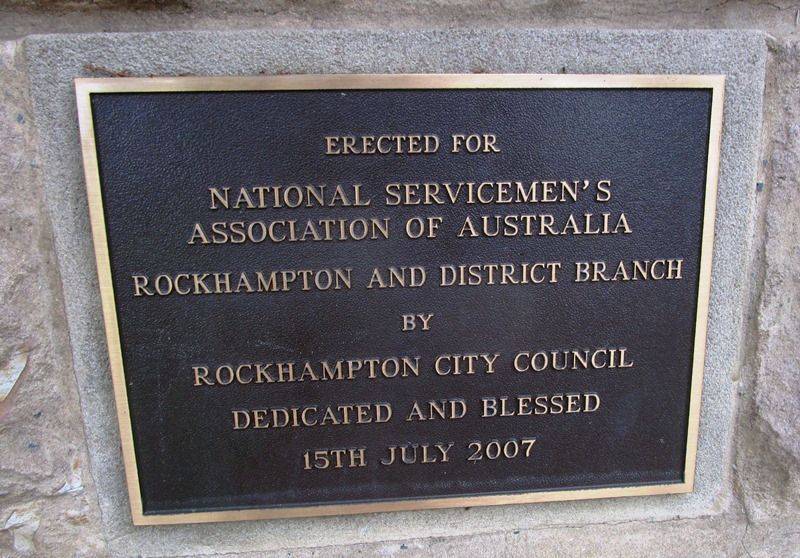 ERECTED FOR
NATIONAL SERVICEMEN'S
ASSOCIATION OF AUSTRALIA
ROCKHAMPTON AND DISTRICT BRANCH
BY
ROCKHAMPTON CITY COUNCIL
DEDICATED AND BLESSED
15TH JULY 2007